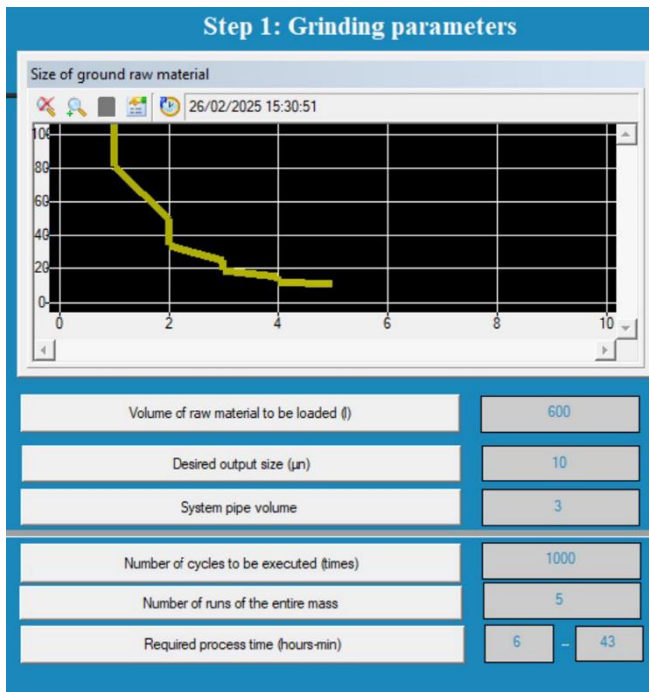 Step 1: Grinding parameters
Size of ground raw material
26/02/2025 15:30:51
100
80
60
40
20
0
0 2 4 6 8 10
Volume of raw material to be loaded (l) 600
Desired output size (μn) 10
System pipe volume 3
Number of cycles to be executed (times) 1000
Number of runs of the entire mass 5
Required process time (hours-min) 6 – 43